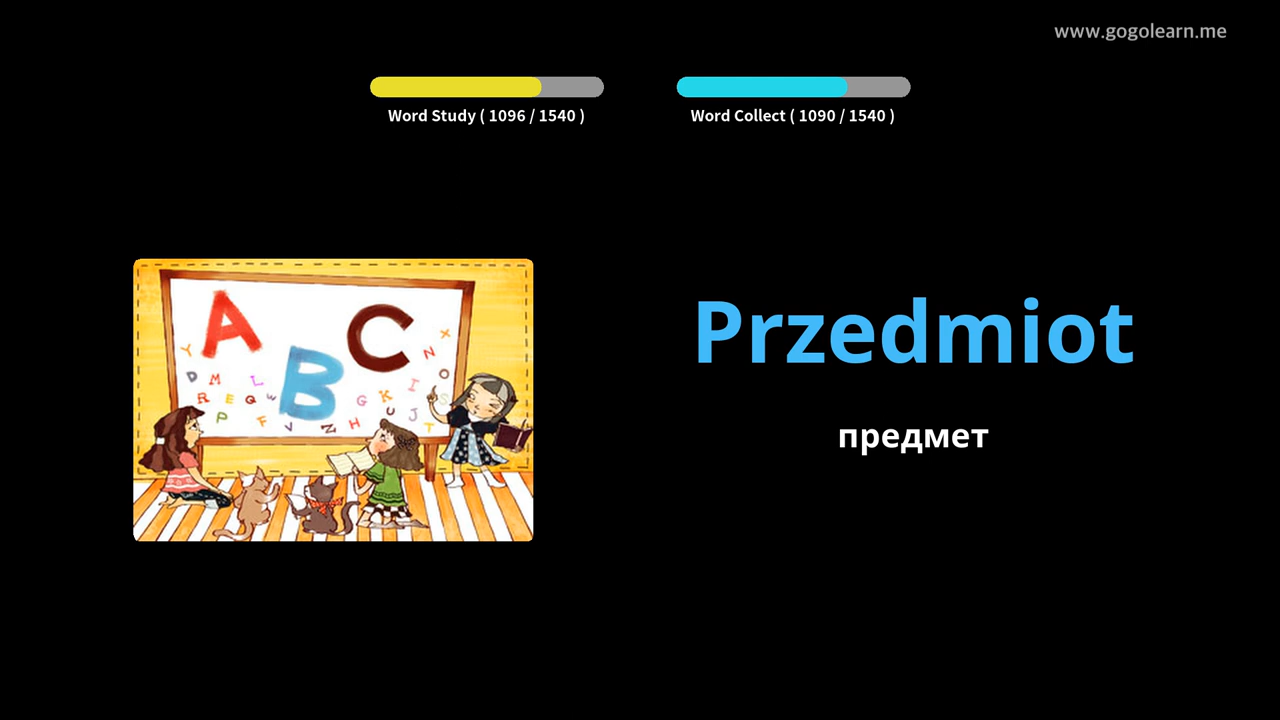 www.gogolearn.me
Word Study ( 1096 / 1540 )
Word Collect ( 1090 / 1540 )
Przedmiot
предмет
A
B
C
Y
X
D M L
N
O
R E Q W
G K I
S
P F V Z H U J T